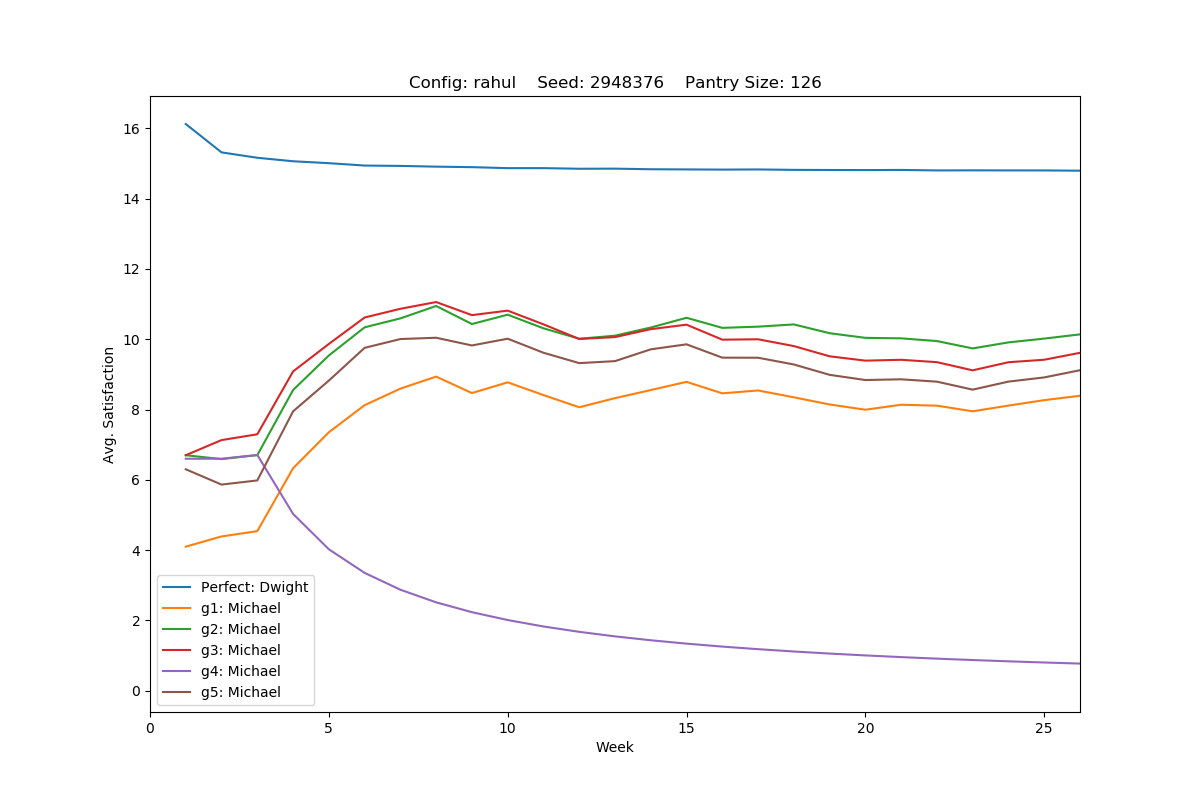 Config: rahul    Seed: 2948376    Pantry Size: 126
Avg. Satisfaction
16
14
12
10
8
6
4
2
0
Perfect: Dwight
g1: Michael
g2: Michael
g3: Michael
g4: Michael
g5: Michael
0 5 10 15 20 25
Week